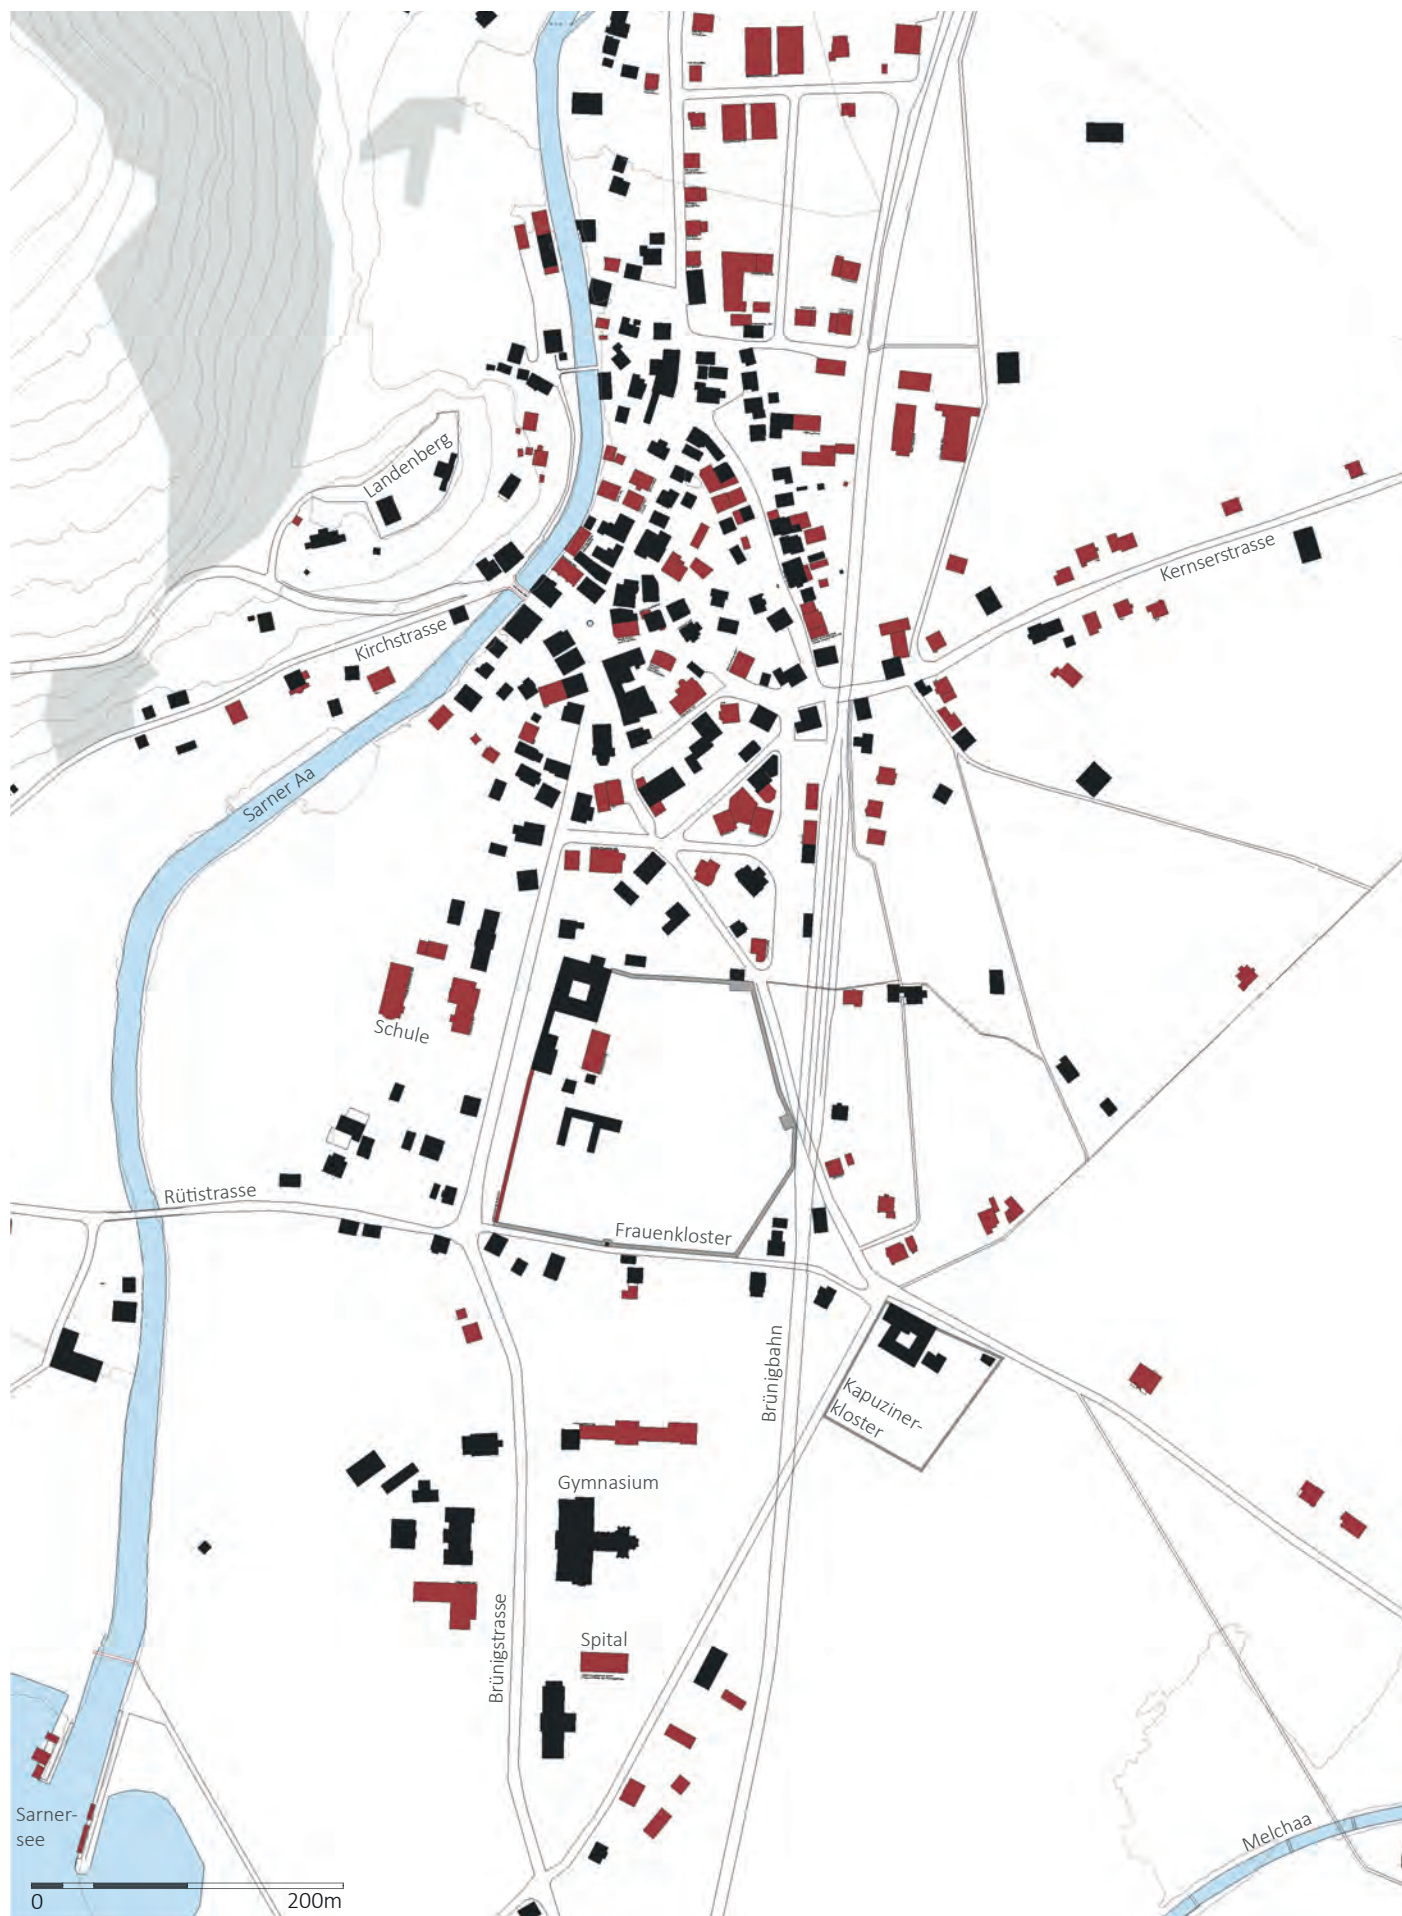 Landenberg
Kernserstrasse
Kirchstrasse
Sarner Aa
Schule
Rütistrasse
Frauenkloster
Brünigbahn
Kapuziner-
kloster
Gymnasium
Brünigstrasse
Spital
Sarner-
see
Melchaa
0 200m